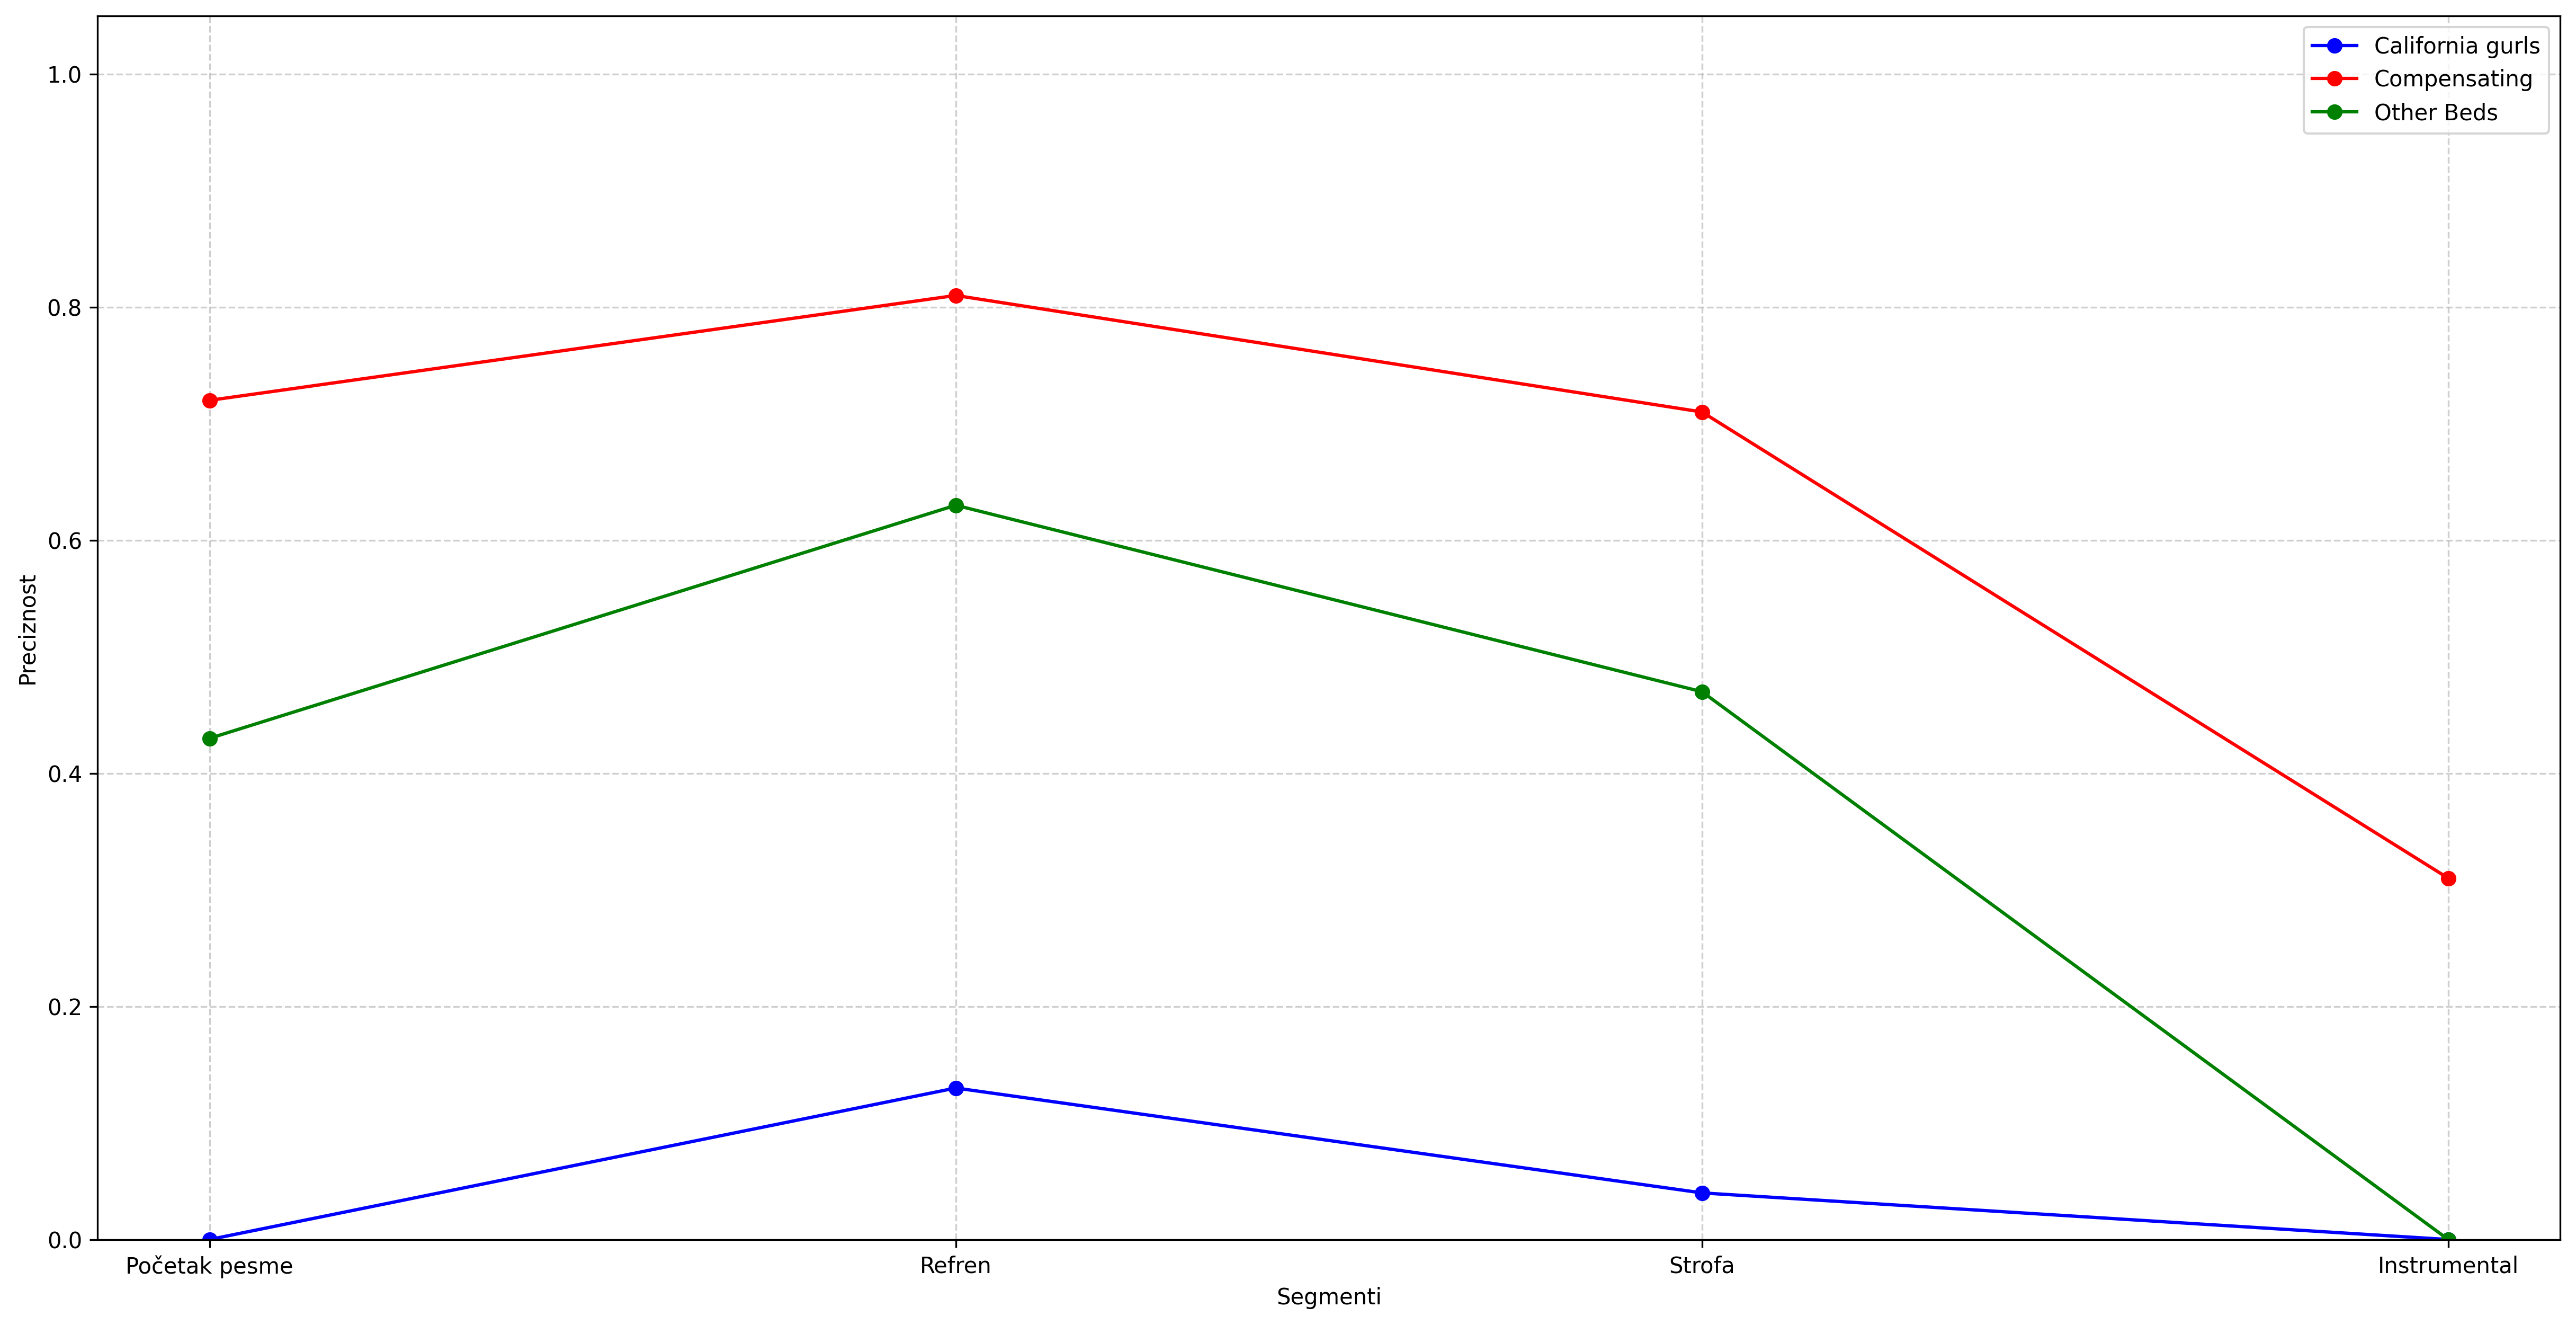 California gurls
Compensating
Other Beds
Preciznost
1.0
0.8
0.6
0.4
0.2
0.0
Početak pesme
Refren
Strofa
Instrumental
Segmenti